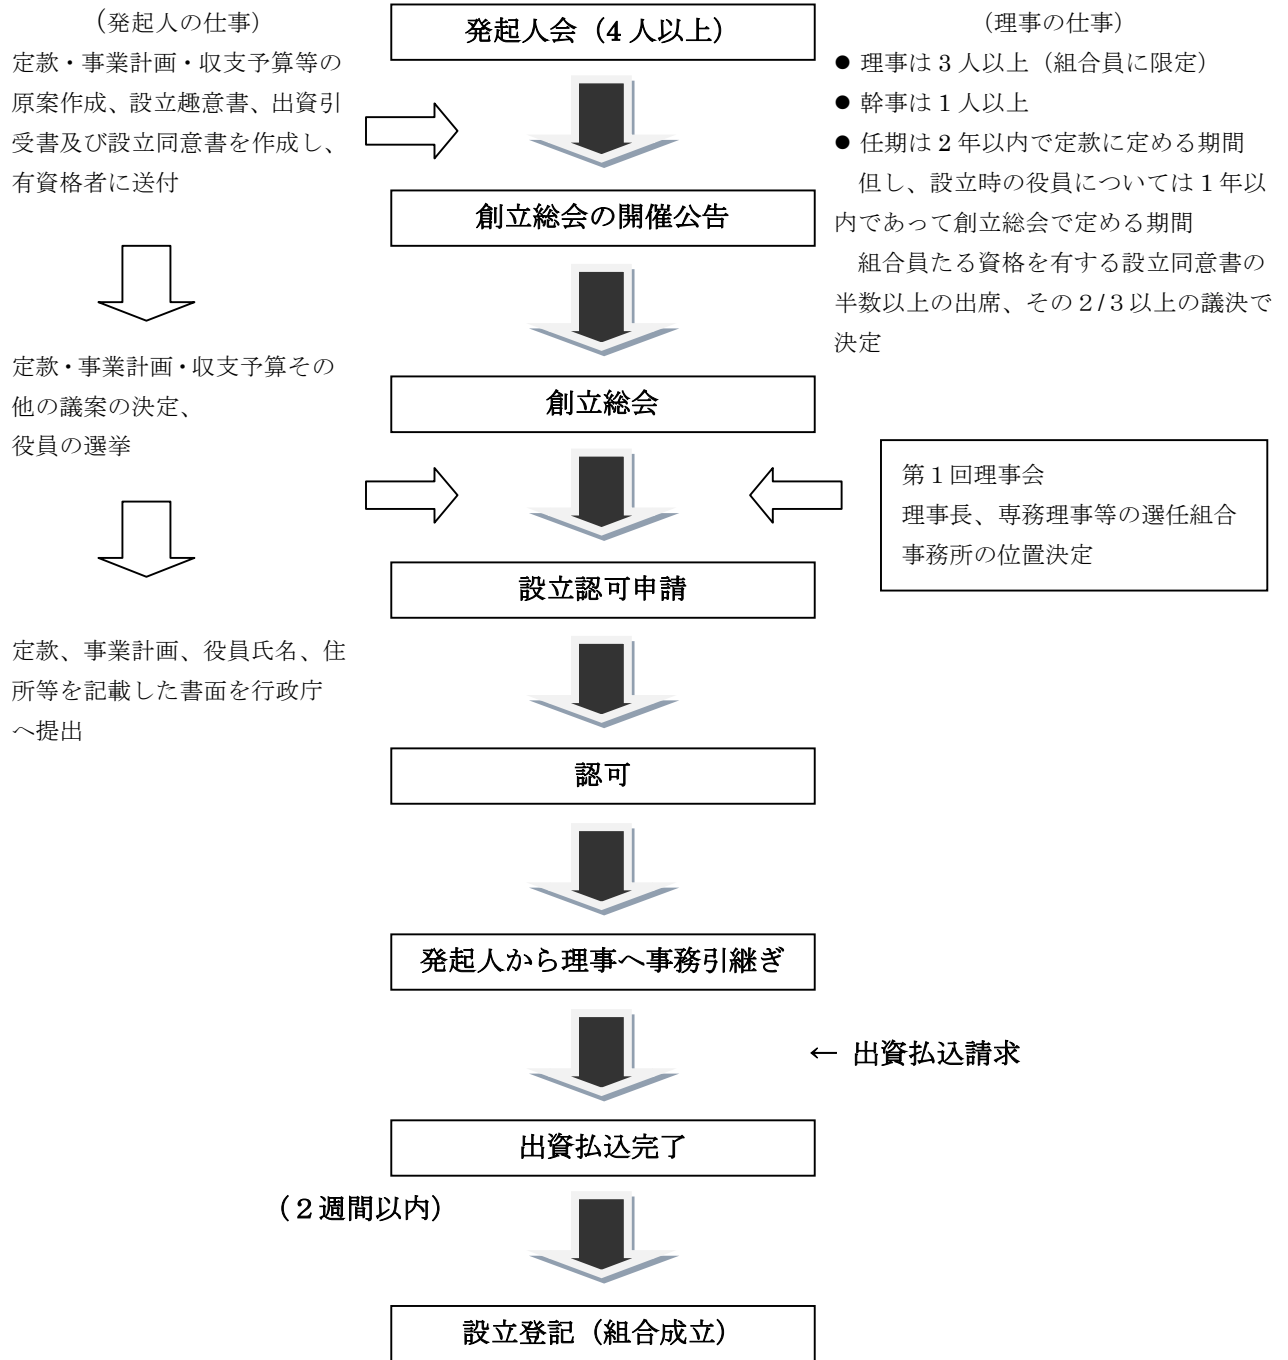 （発起人の仕事）
定款・事業計画・収支予算等の
原案作成、設立趣意書、出資引
受書及び設立同意書を作成し、
有資格者に送付
定款・事業計画・収支予算その
他の議案の決定、
役員の選挙
定款、事業計画、役員氏名、住
所等を記載した書面を行政庁
へ提出
発起人会（4 人以上）
創立総会の開催公告
創立総会
設立認可申請
認可
発起人から理事へ事務引継ぎ
← 出資払込請求
出資払込完了
（２週間以内）
設立登記（組合成立）
（理事の仕事）
● 理事は 3 人以上（組合員に限定）
● 幹事は 1 人以上
● 任期は 2 年以内で定款に定める期間
但し、設立時の役員については 1 年以
内であって創立総会で定める期間
組合員たる資格を有する設立同意書の
半数以上の出席、その２/３以上の議決で
決定
第１回理事会
理事長、専務理事等の選任組合
事務所の位置決定